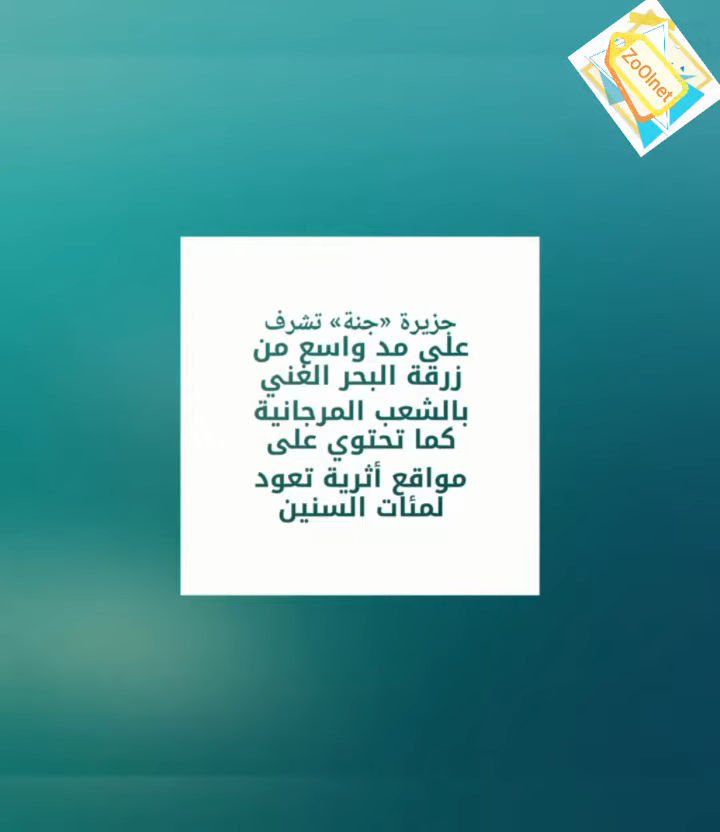 ZoOlnet
جزيرة «جنة» تشرف
على مد واسع من
زرقة البحر الغني
بالشعب المرجانية
كما تحتوي على
مواقع أثرية تعود
لمئات السنين